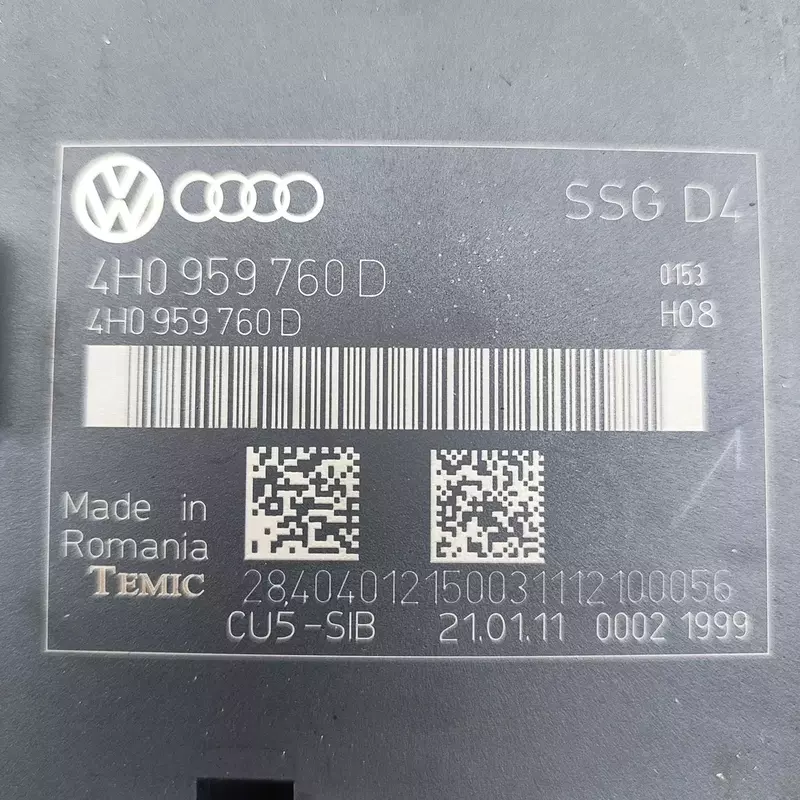 SSG D4
4H0 959 760 D
0153
4H0 959 760 D
H08
Made in
Romania
TEMIC
28404012150031112100056
CU5-SIB 21.01.11 0002 1999